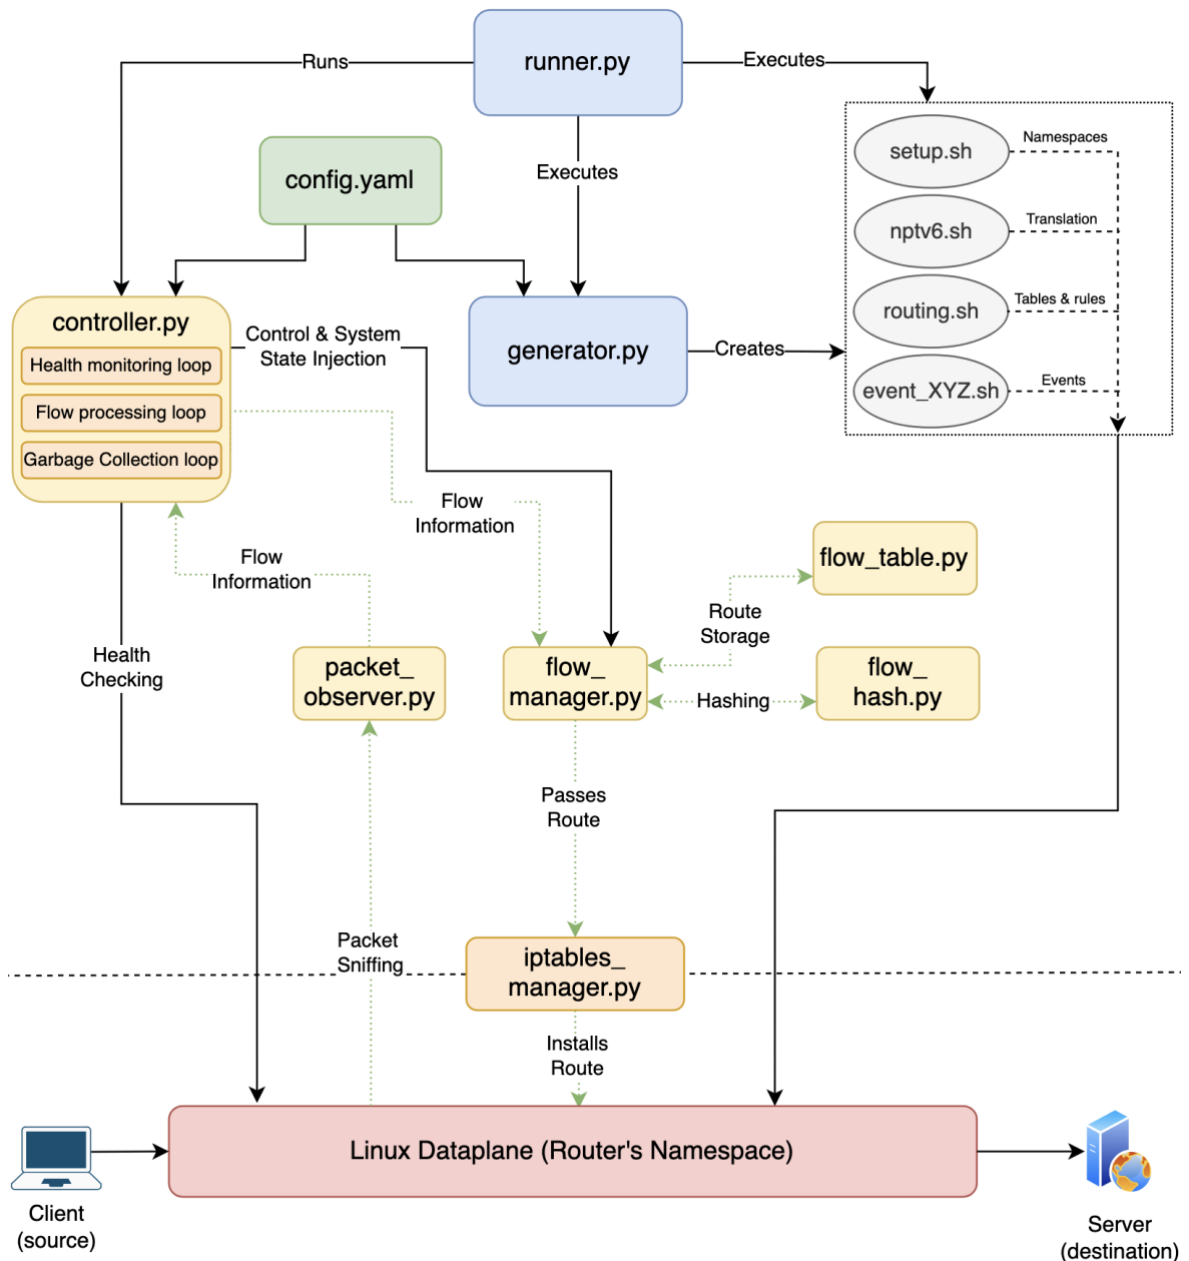 runner.py
Runs
Executes
Executes
config.yaml
setup.sh
Namespaces
nptv6.sh
Translation
routing.sh
Tables & rules
event_XYZ.sh
Events
controller.py
Health monitoring loop
Flow processing loop
Garbage Collection loop
Control & System
State Injection
generator.py
Creates
Flow
Information
Flow
Information
flow_table.py
Route
Storage
Health
Checking
packet_
observer.py
flow_
manager.py
Hashing
flow_
hash.py
Passes
Route
Packet
Sniffing
iptables_
manager.py
Installs
Route
Linux Dataplane (Router's Namespace)
Client
(source)
Server
(destination)